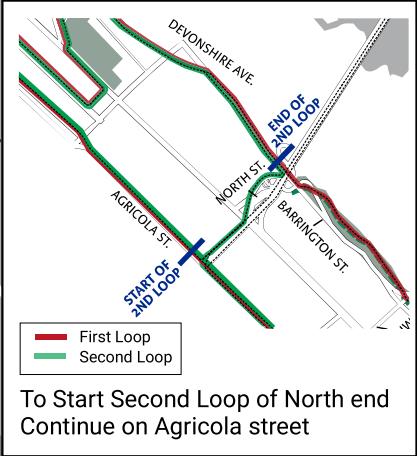 DEVONSHIRE AVE.
END OF
2ND LOOP
NORTH ST.
AGRICOLA ST.
BARRINGTON ST.
START OF
2ND LOOP
First Loop
Second Loop
To Start Second Loop of North end
Continue on Agricola street